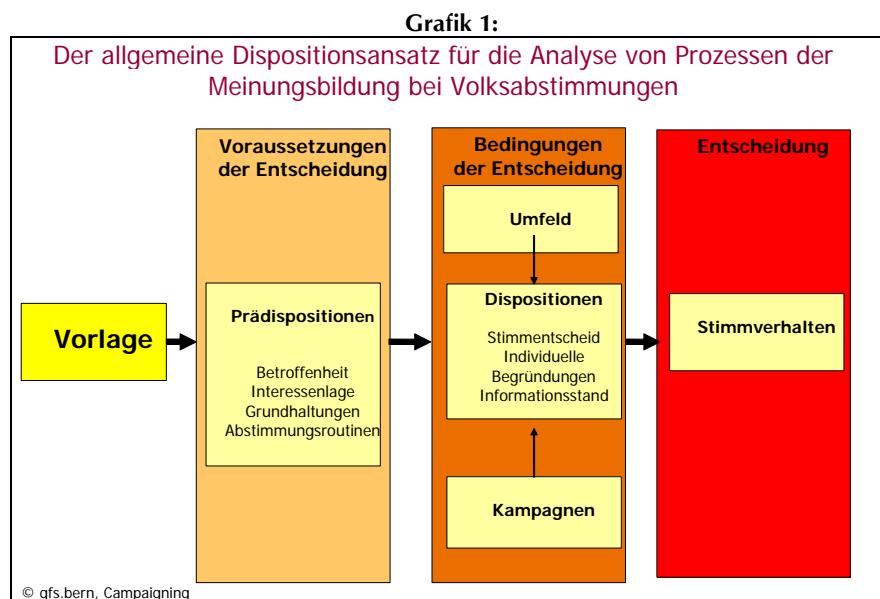 Grafik 1:
Der allgemeine Dispositionsansatz für die Analyse von Prozessen der
Meinungsbildung bei Volksabstimmungen
Vorlage
Voraussetzungen
der Entscheidung
Prädispositionen
Betroffenheit
Interessenlage
Grundhaltungen
Abstimmungsroutinen
Bedingungen
der Entscheidung
Umfeld
Dispositionen
Stimmentscheid
Individuelle
Begründungen
Informationsstand
Kampagnen
Entscheidung
Stimmverhalten
© gfs.bern, Campaigning